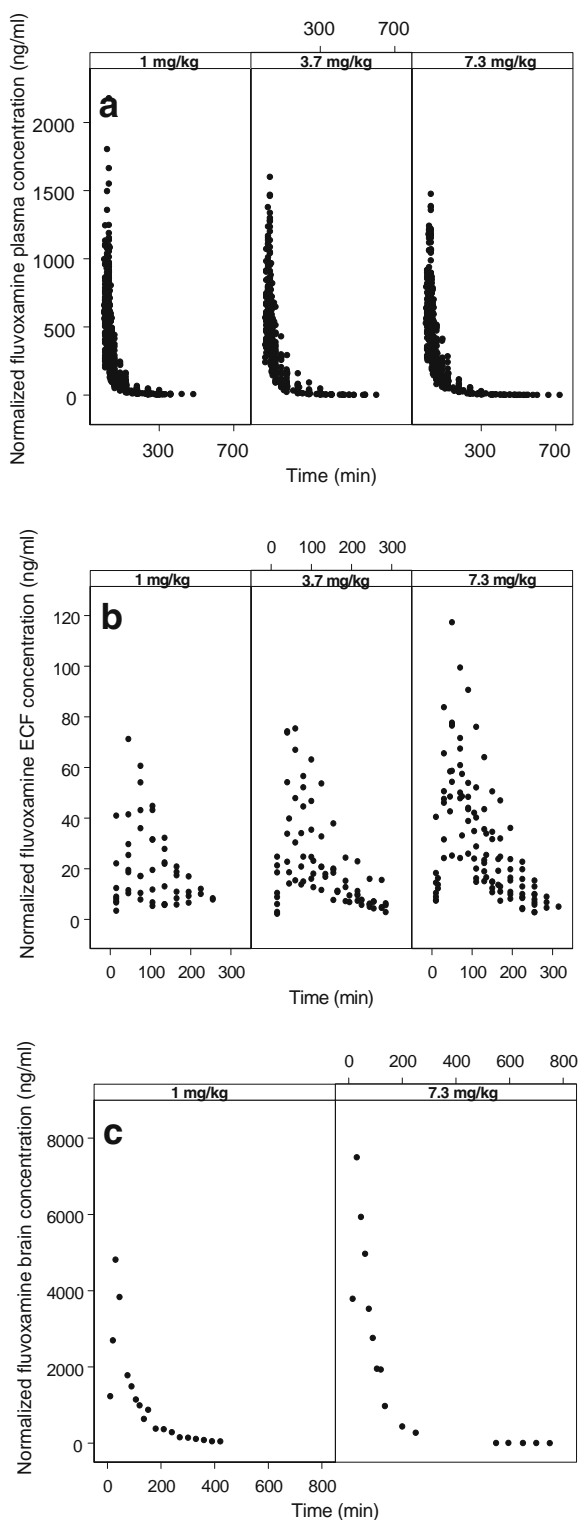 300 700
1 mg/kg 3.7 mg/kg 7.3 mg/kg
a
Normalized fluvoxamine plasma concentration (ng/ml)
2000
1500
1000
500
0
300 700 300 700
Time (min)
0 100 200 300
1 mg/kg 3.7 mg/kg 7.3 mg/kg
b
Normalized fluvoxamine ECF concentration (ng/ml)
120
100
80
60
40
20
0
0 100 200 300 0 100 200 300
Time (min)
0 200 400 600 800
1 mg/kg 7.3 mg/kg
c
Normalized fluvoxamine brain concentration (ng/ml)
8000
6000
4000
2000
0
0 200 400 600 800
Time (min)